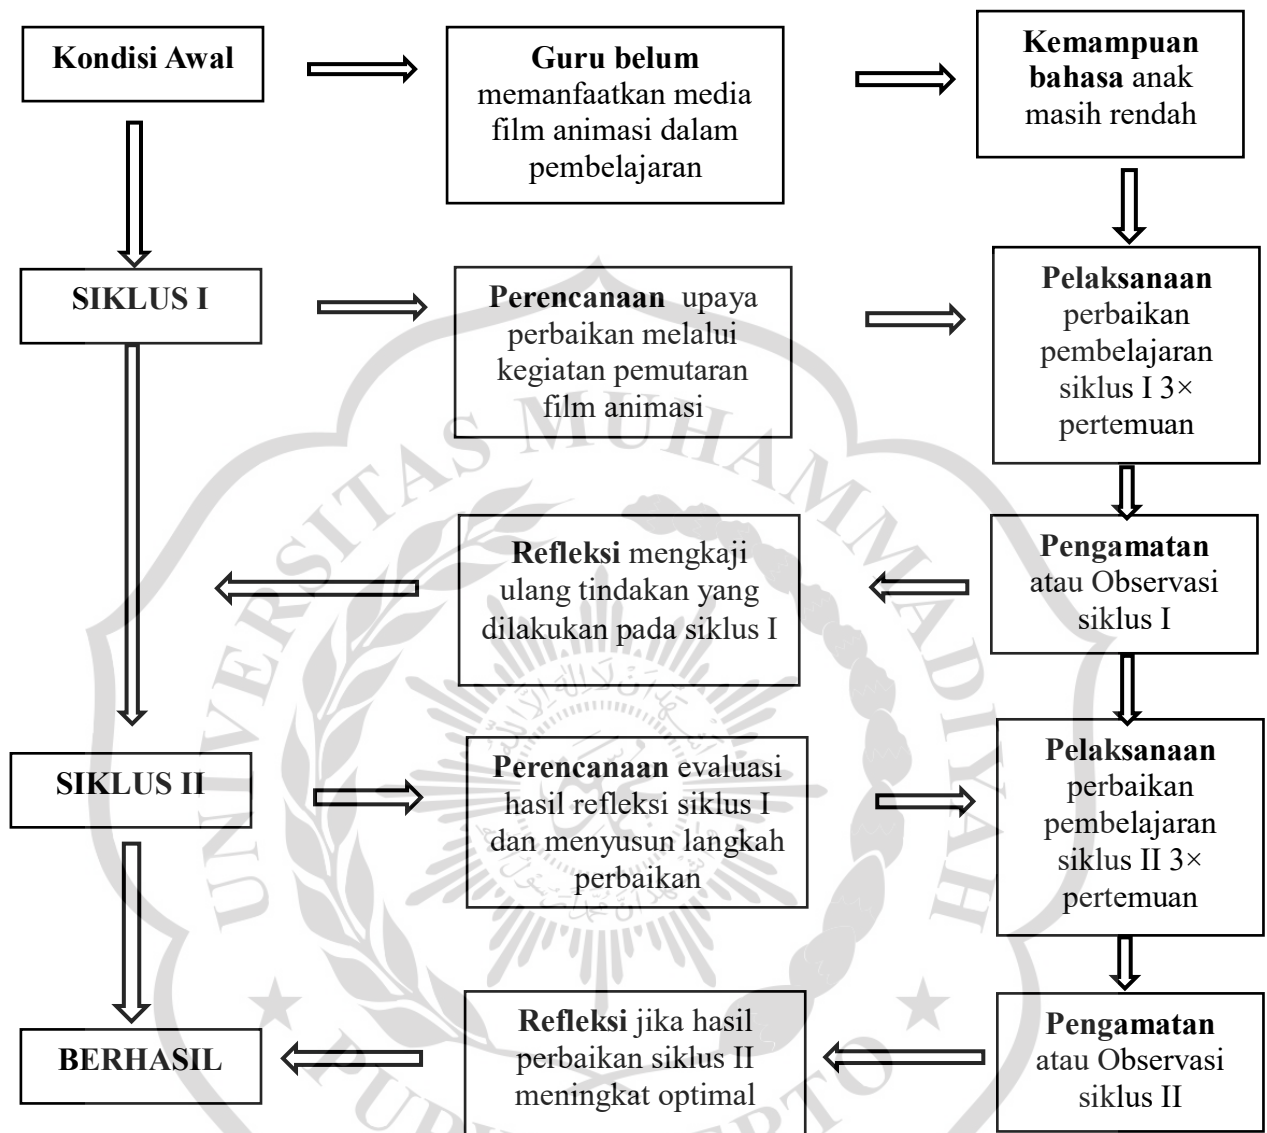 Kondisi Awal
Guru belum
memanfaatkan media
film animasi dalam
pembelajaran
Kemampuan
bahasa anak
masih rendah
SIKLUS I
Perencanaan upaya
perbaikan melalui
kegiatan pemutaran
film animasi
Pelaksanaan
perbaikan
pembelajaran
siklus I 3×
pertemuan
Refleksi mengkaji
ulang tindakan yang
dilakukan pada siklus I
Pengamatan
atau Observasi
siklus I
SIKLUS II
Perencanaan evaluasi
hasil refleksi siklus I
dan menyusun langkah
perbaikan
Pelaksanaan
perbaikan
pembelajaran
siklus II 3×
pertemuan
BERHASIL
Refleksi jika hasil
perbaikan siklus II
meningkat optimal
Pengamatan
atau Observasi
siklus II
UNIVERSITAS MUHAMMADIYAH